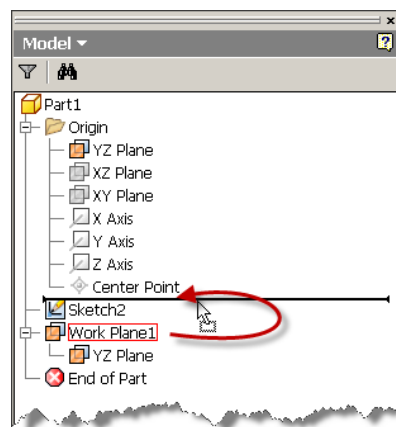 Model
Part1
Origin
YZ Plane
XZ Plane
XY Plane
X Axis
Y Axis
Z Axis
Center Point
Sketch2
Work Plane1
YZ Plane
End of Part